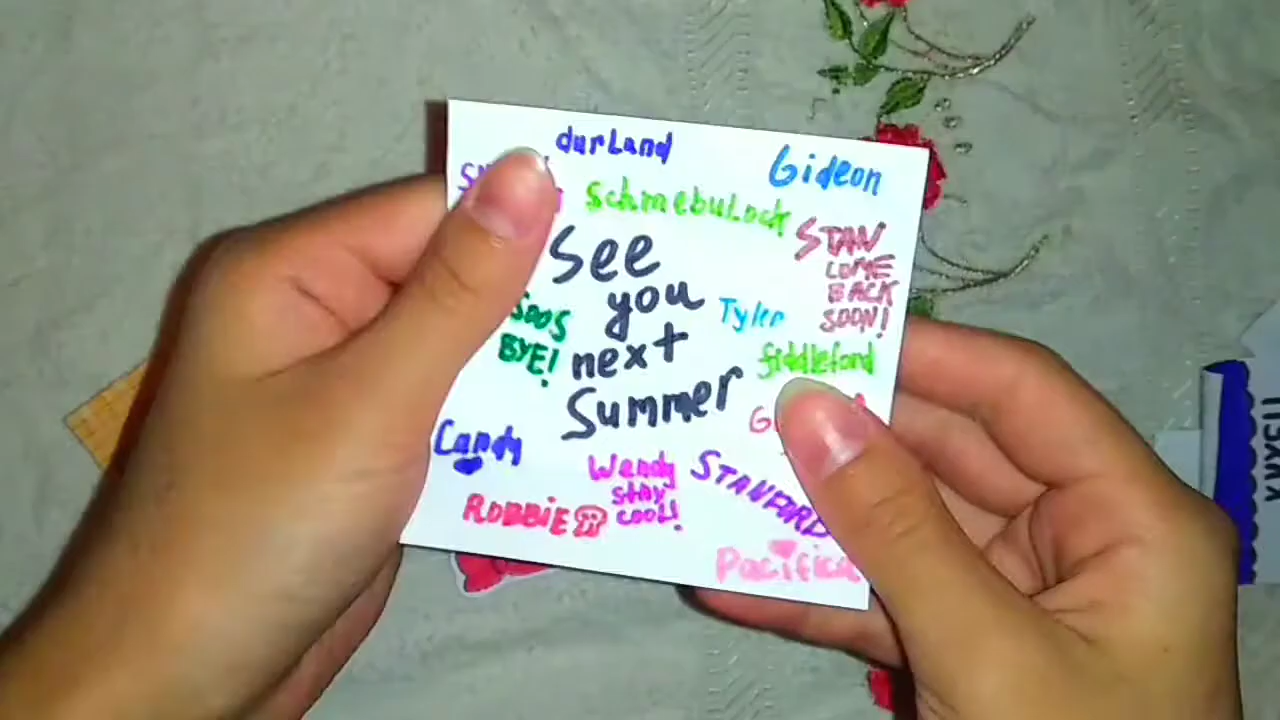 durLand
Gideon
Schmebulock
STAN
COME
BACK
SOON!
See
you
next
Summer
Tyler
SOOS
BYE!
fiddleford
Candy
Wendy
stay
cool!
STANFORD
ROBBIE
Pacifica